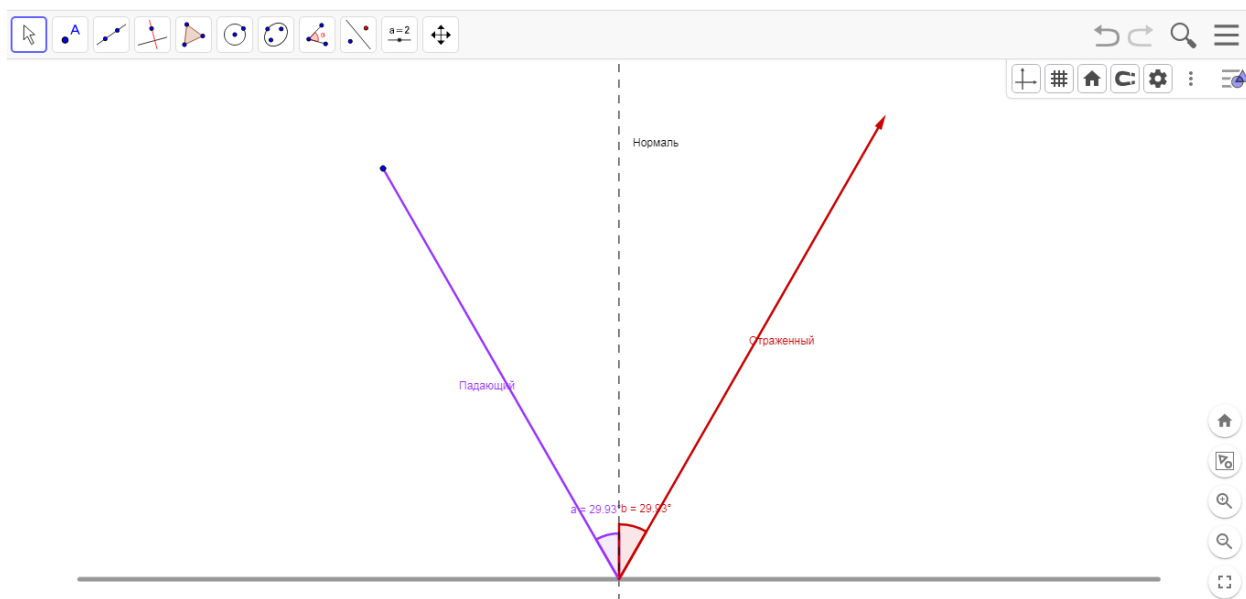 A
α
a = 2
Нормаль
Отраженный
Падающий
a = 29.93°
b = 29.93°